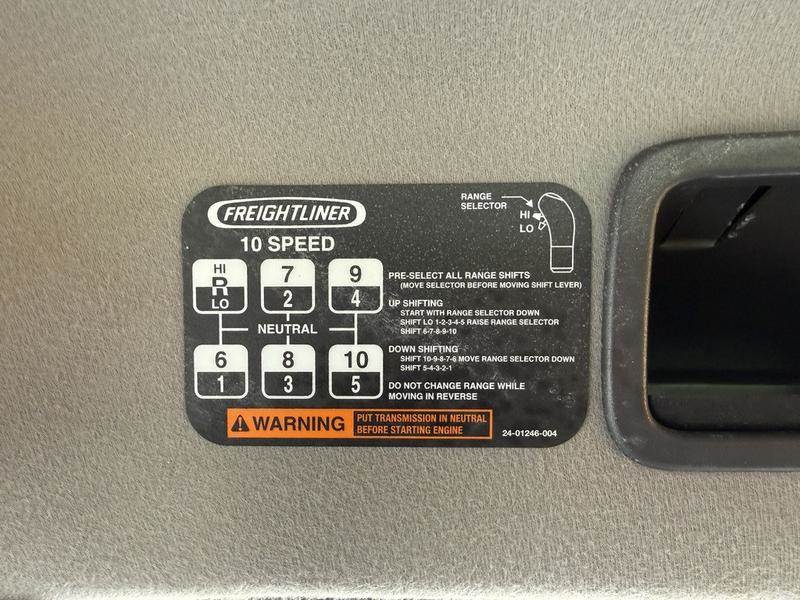 FREIGHTLINER
10 SPEED
RANGE
SELECTOR
HI
LO
HI
R
LO
7
2
9
4
NEUTRAL
6
1
8
3
10
5
PRE-SELECT ALL RANGE SHIFTS
(MOVE SELECTOR BEFORE MOVING SHIFT LEVER)
UP SHIFTING
START WITH RANGE SELECTOR DOWN
SHIFT LO 1-2-3-4-5 RAISE RANGE SELECTOR
SHIFT 6-7-8-9-10
DOWN SHIFTING
SHIFT 10-9-8-7-6 MOVE RANGE SELECTOR DOWN
SHIFT 5-4-3-2-1
DO NOT CHANGE RANGE WHILE
MOVING IN REVERSE
WARNING
PUT TRANSMISSION IN NEUTRAL
BEFORE STARTING ENGINE
24-01246-004